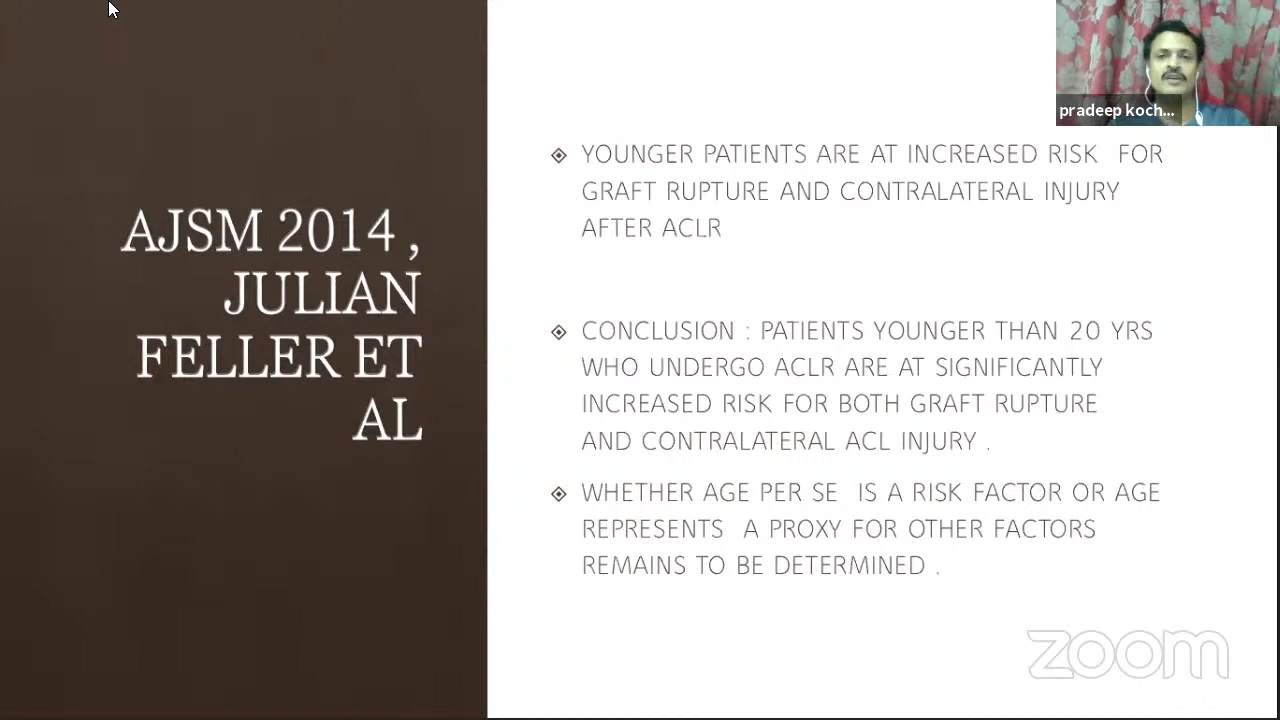 AJSM 2014 ,
JULIAN
FELLER ET
AL
YOUNGER PATIENTS ARE AT INCREASED RISK FOR
GRAFT RUPTURE AND CONTRALATERAL INJURY
AFTER ACLR
CONCLUSION : PATIENTS YOUNGER THAN 20 YRS
WHO UNDERGO ACLR ARE AT SIGNIFICANTLY
INCREASED RISK FOR BOTH GRAFT RUPTURE
AND CONTRALATERAL ACL INJURY .
WHETHER AGE PER SE IS A RISK FACTOR OR AGE
REPRESENTS A PROXY FOR OTHER FACTORS
REMAINS TO BE DETERMINED .
pradeep koch...
zoom